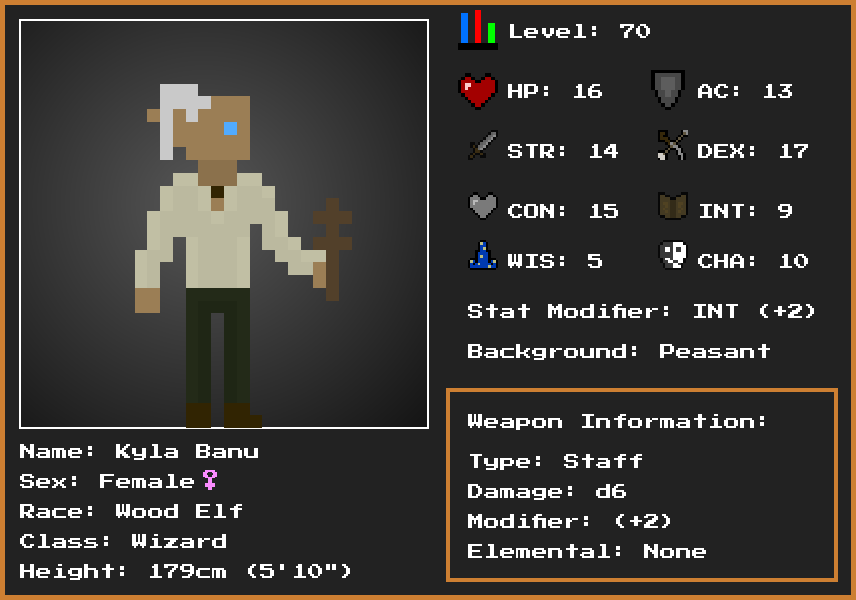 Level: 70
HP: 16 AC: 13
STR: 14 DEX: 17
CON: 15 INT: 9
WIS: 5 CHA: 10
Stat Modifier: INT (+2)
Background: Peasant
Weapon Information:
Type: Staff
Damage: d6
Modifier: (+2)
Elemental: None
Name: Kyla Banu
Sex: Female♀
Race: Wood Elf
Class: Wizard
Height: 179cm (5'10")